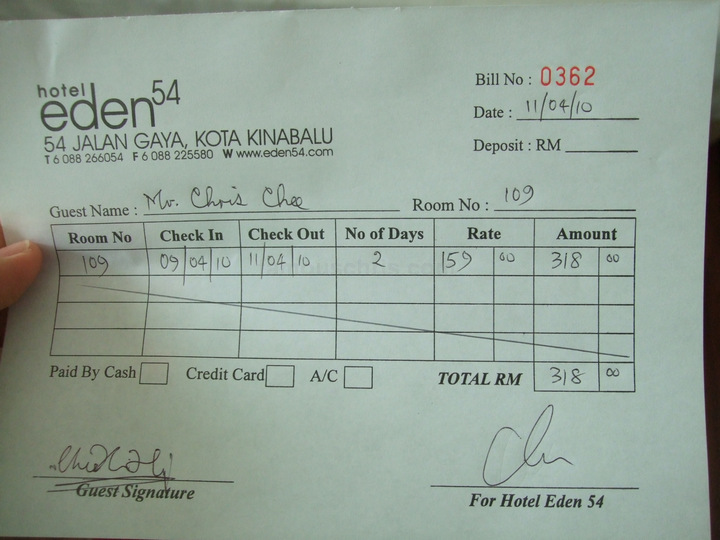 hotel
eden54
54 JALAN GAYA, KOTA KINABALU
T 6 088 266054 F 6 088 225580 W www.eden54.com
Bill No : 0362
Date : 11/04/10
Deposit : RM
Guest Name : Mr. Chris Chee
Room No : 109
Room No Check In Check Out No of Days Rate Amount
109 09/04/10 11/04/10 2 159 00 318 00
Paid By Cash Credit Card A/C TOTAL RM 318 00
Guest Signature
For Hotel Eden 54